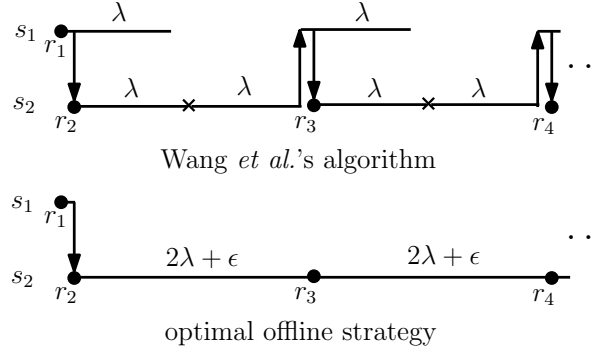 λ λ
s₁
r₁
λ λ λ λ
s₂
r₂ r₃ r₄
. .
Wang et al.'s algorithm
s₁
r₁
. .
2λ + ϵ 2λ + ϵ
s₂
r₂ r₃ r₄
optimal offline strategy